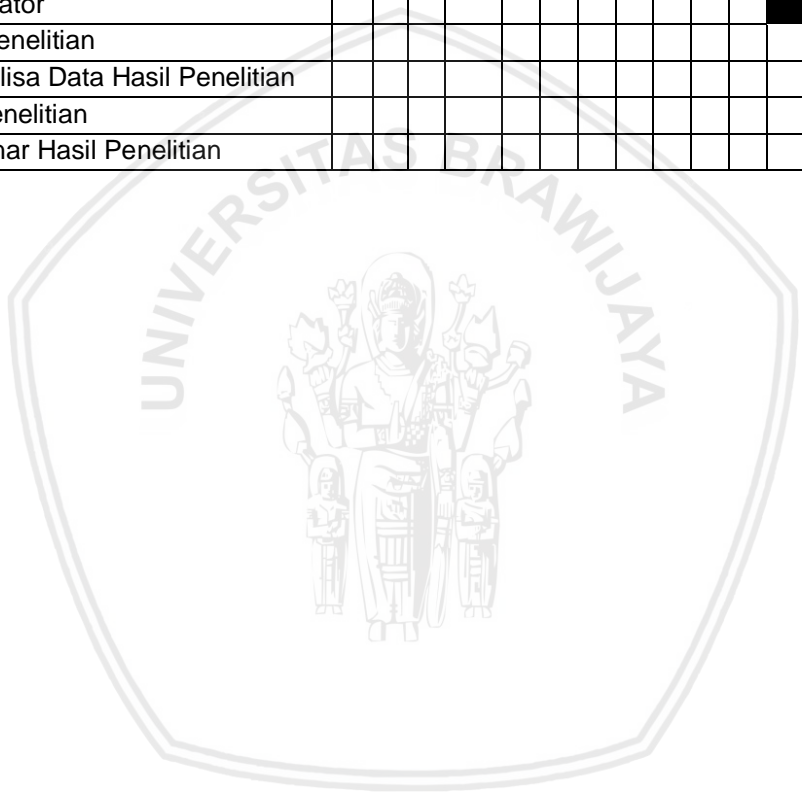 ator
enelitian
lisa Data Hasil Penelitian
enelitian
nar Hasil Penelitian
UNIVERSITAS BRAWIJAYA